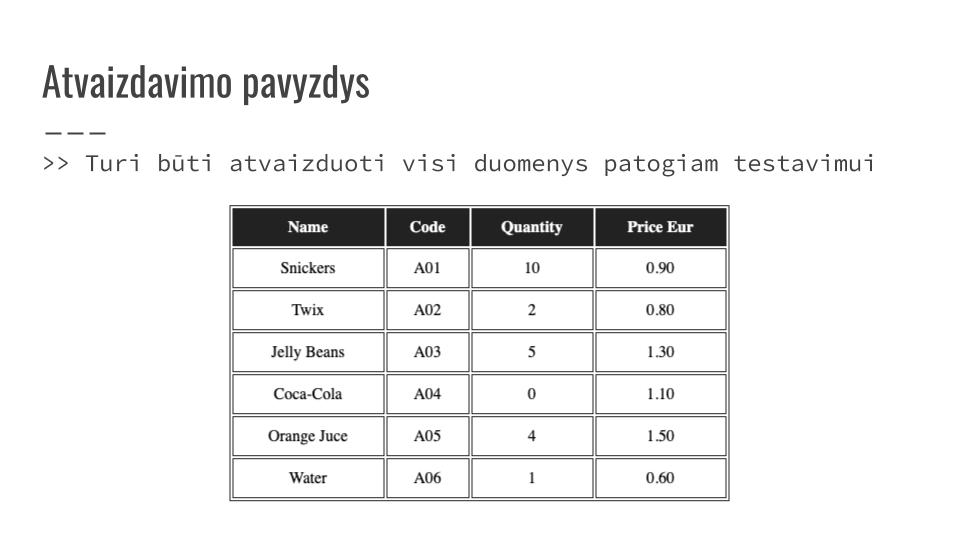 Atvaizdavimo pavyzdys
>> Turi būti atvaizduoti visi duomenys patogiam testavimui
Name Code Quantity Price Eur
Snickers A01 10 0.90
Twix A02 2 0.80
Jelly Beans A03 5 1.30
Coca-Cola A04 0 1.10
Orange Juce A05 4 1.50
Water A06 1 0.60